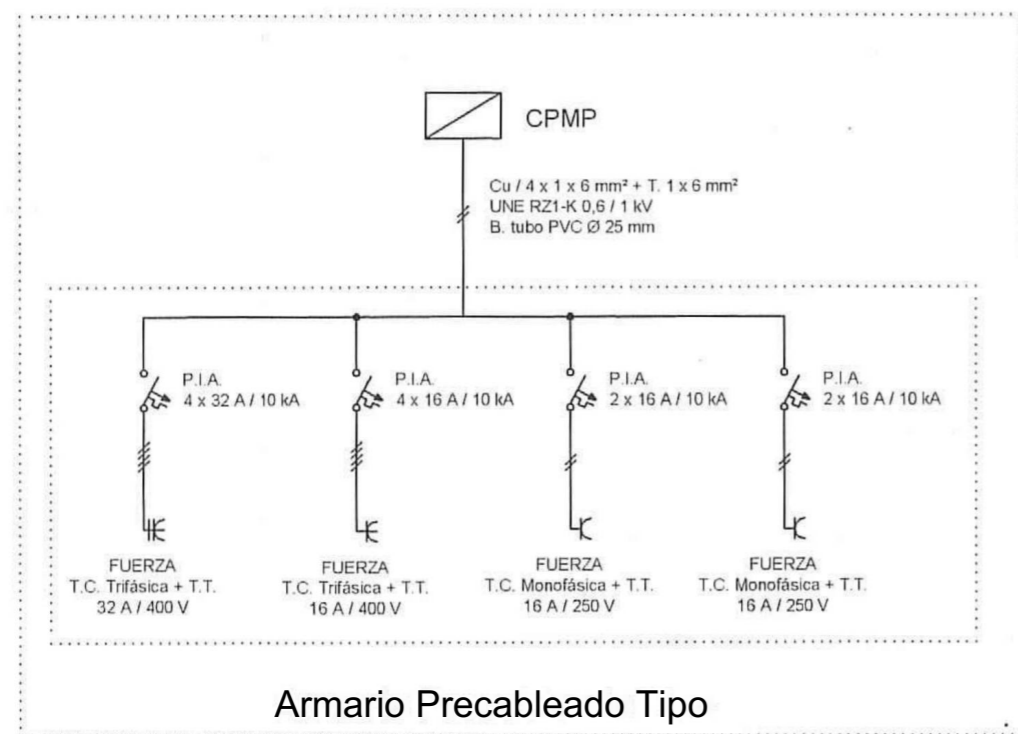 CPMP
Cu / 4 x 1 x 6 mm² + T. 1 x 6 mm²
UNE RZ1-K 0,6 / 1 kV
B. tubo PVC Ø 25 mm
P.I.A.
4 x 32 A / 10 kA
P.I.A.
4 x 16 A / 10 kA
P.I.A.
2 x 16 A / 10 kA
P.I.A.
2 x 16 A / 10 kA
FUERZA
T.C. Trifásica + T.T.
32 A / 400 V
FUERZA
T.C. Trifásica + T.T.
16 A / 400 V
FUERZA
T.C. Monofásica + T.T.
16 A / 250 V
FUERZA
T.C. Monofásica + T.T.
16 A / 250 V
Armario Precableado Tipo